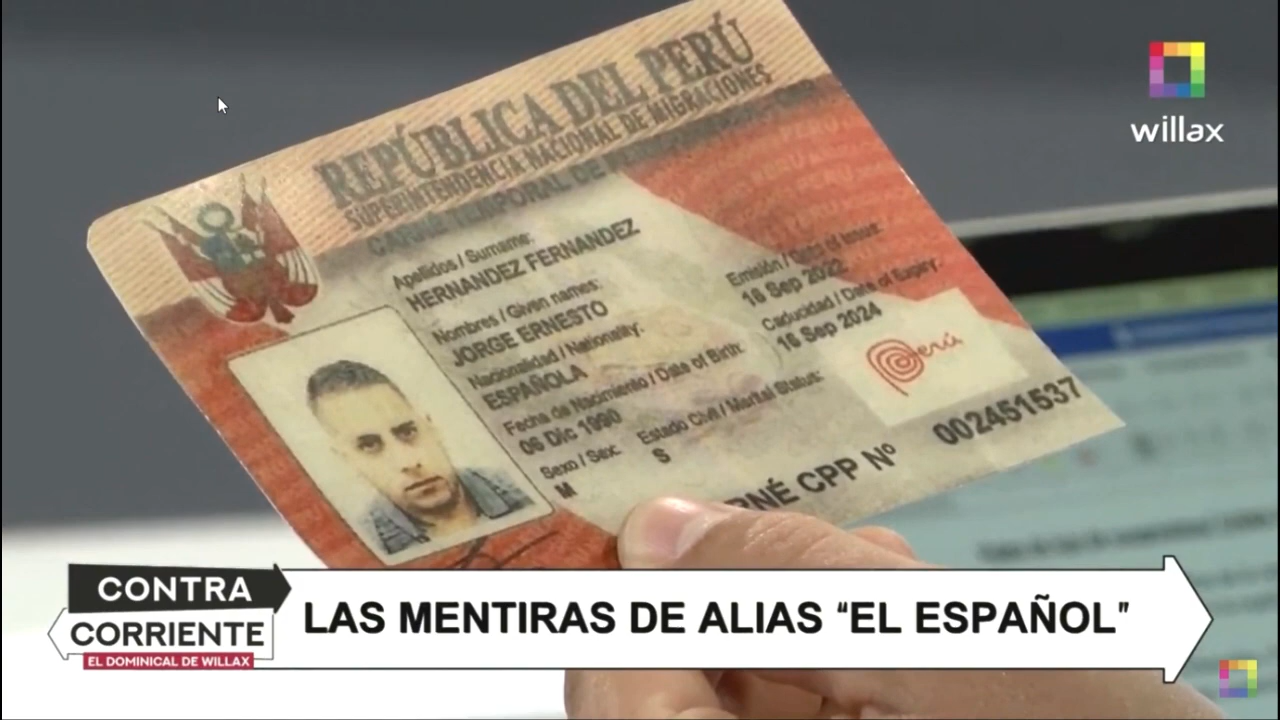 willax
REPÚBLICA DEL PERÚ
SUPERINTENDENCIA NACIONAL DE MIGRACIONES
CARNÉ TEMPORAL DE
Apellidos / Surname:
HERNANDEZ FERNANDEZ
Nombres / Given names:
JORGE ERNESTO
Nacionalidad / Nationality:
ESPAÑOLA
Fecha de Nacimiento / Date of Birth:
06 Dic 1990
Sexo / Sex:
M
Estado Civil / Marital Status:
S
Emisión / Date of Issue:
16 Sep 2022
Caducidad / Date of Expiry:
16 Sep 2024
Perú
RNÉ CPP Nº 002451537
CONTRA
CORRIENTE
EL DOMINICAL DE WILLAX
LAS MENTIRAS DE ALIAS “EL ESPAÑOL”